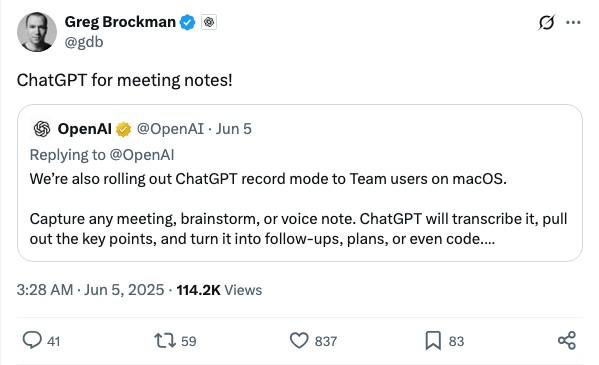 Greg Brockman
@gdb
ChatGPT for meeting notes!
OpenAI @OpenAI · Jun 5
Replying to @OpenAI
We’re also rolling out ChatGPT record mode to Team users on macOS.
Capture any meeting, brainstorm, or voice note. ChatGPT will transcribe it, pull
out the key points, and turn it into follow-ups, plans, or even code....
3:28 AM · Jun 5, 2025 · 114.2K Views
41 59 837 83